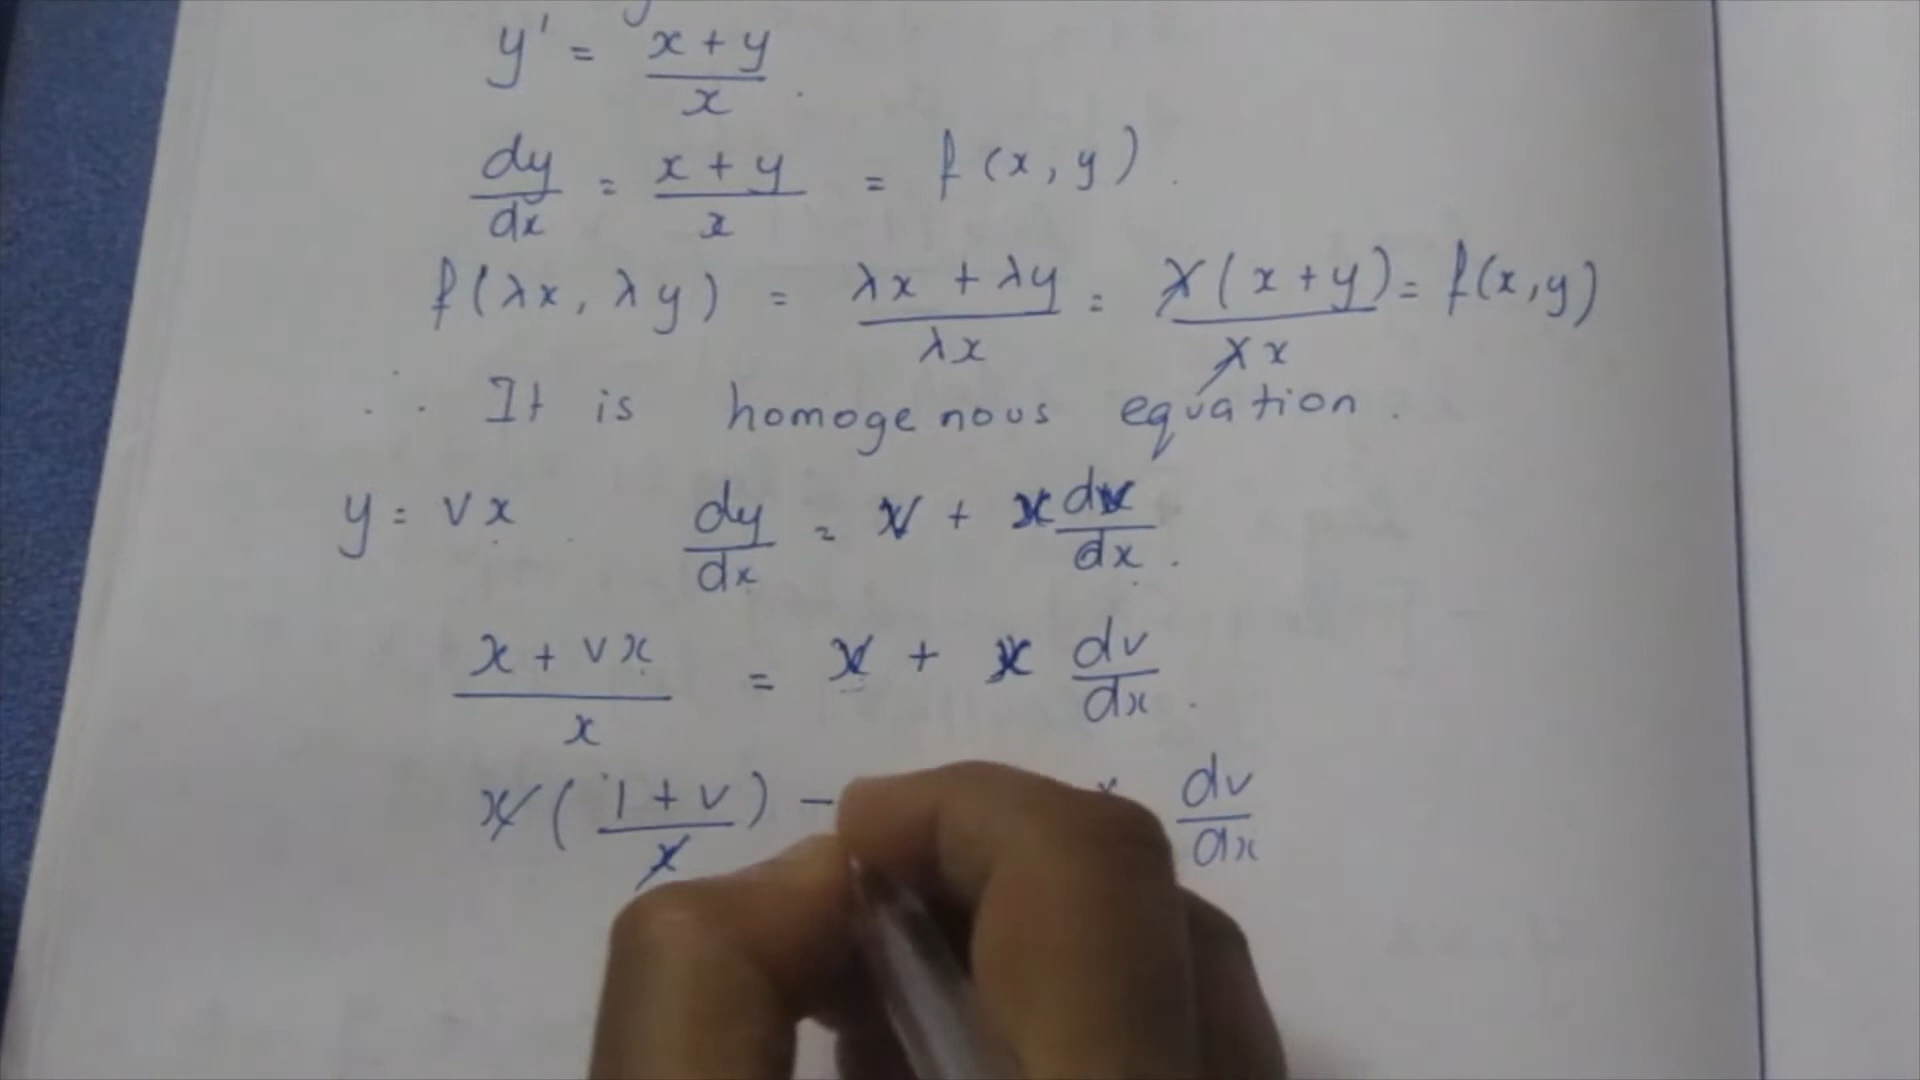 y' = x + y / x .
dy/dx = x + y / x = f(x, y) .
f(λx, λy) = λx + λy / λx = λ(x + y) / λx = f(x,y)
∴ It is homogenous equation .
y = vx dy/dx = v + x dv/dx .
x + vx / x = v + x dv/dx .
x ( 1 + v / x ) − x dv/dx